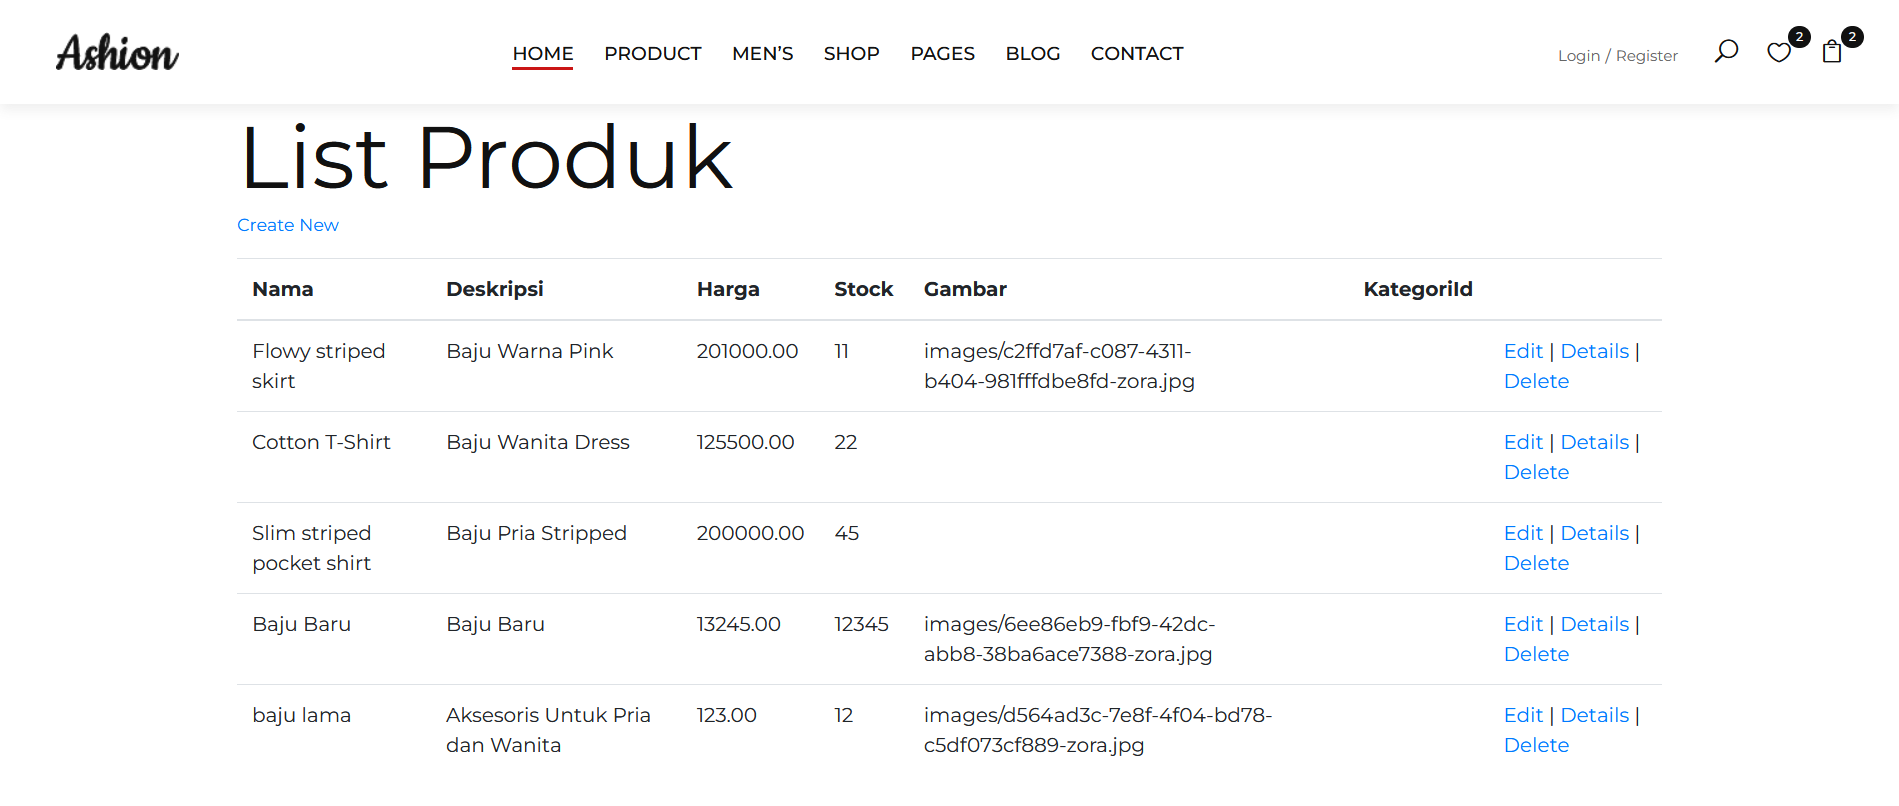 Ashion HOME PRODUCT MEN'S SHOP PAGES BLOG CONTACT Login / Register 2 2
List Produk
Create New
Nama Deskripsi Harga Stock Gambar KategoriId
Flowy striped Baju Warna Pink 201000.00 11 images/c2ffd7af-c087-4311- Edit | Details |
skirt b404-981fffdbe8fd-zora.jpg Delete
Cotton T-Shirt Baju Wanita Dress 125500.00 22 Edit | Details |
Delete
Slim striped Baju Pria Stripped 200000.00 45 Edit | Details |
pocket shirt Delete
Baju Baru Baju Baru 13245.00 12345 images/6ee86eb9-fbf9-42dc- Edit | Details |
abb8-38ba6ace7388-zora.jpg Delete
baju lama Aksesoris Untuk Pria 123.00 12 images/d564ad3c-7e8f-4f04-bd78- Edit | Details |
dan Wanita c5df073cf889-zora.jpg Delete